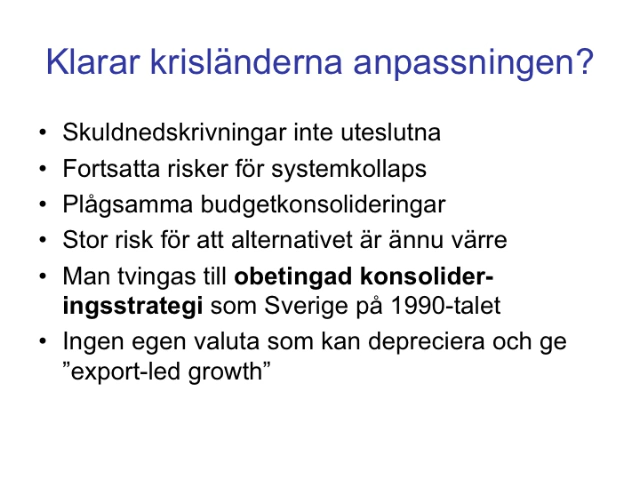 Klarar krisländerna anpassningen?
• Skuldnedskrivningar inte uteslutna
• Fortsatta risker för systemkollaps
• Plågsamma budgetkonsolideringar
• Stor risk för att alternativet är ännu värre
• Man tvingas till obetingad konsolider-
ingsstrategi som Sverige på 1990-talet
• Ingen egen valuta som kan depreciera och ge
”export-led growth”